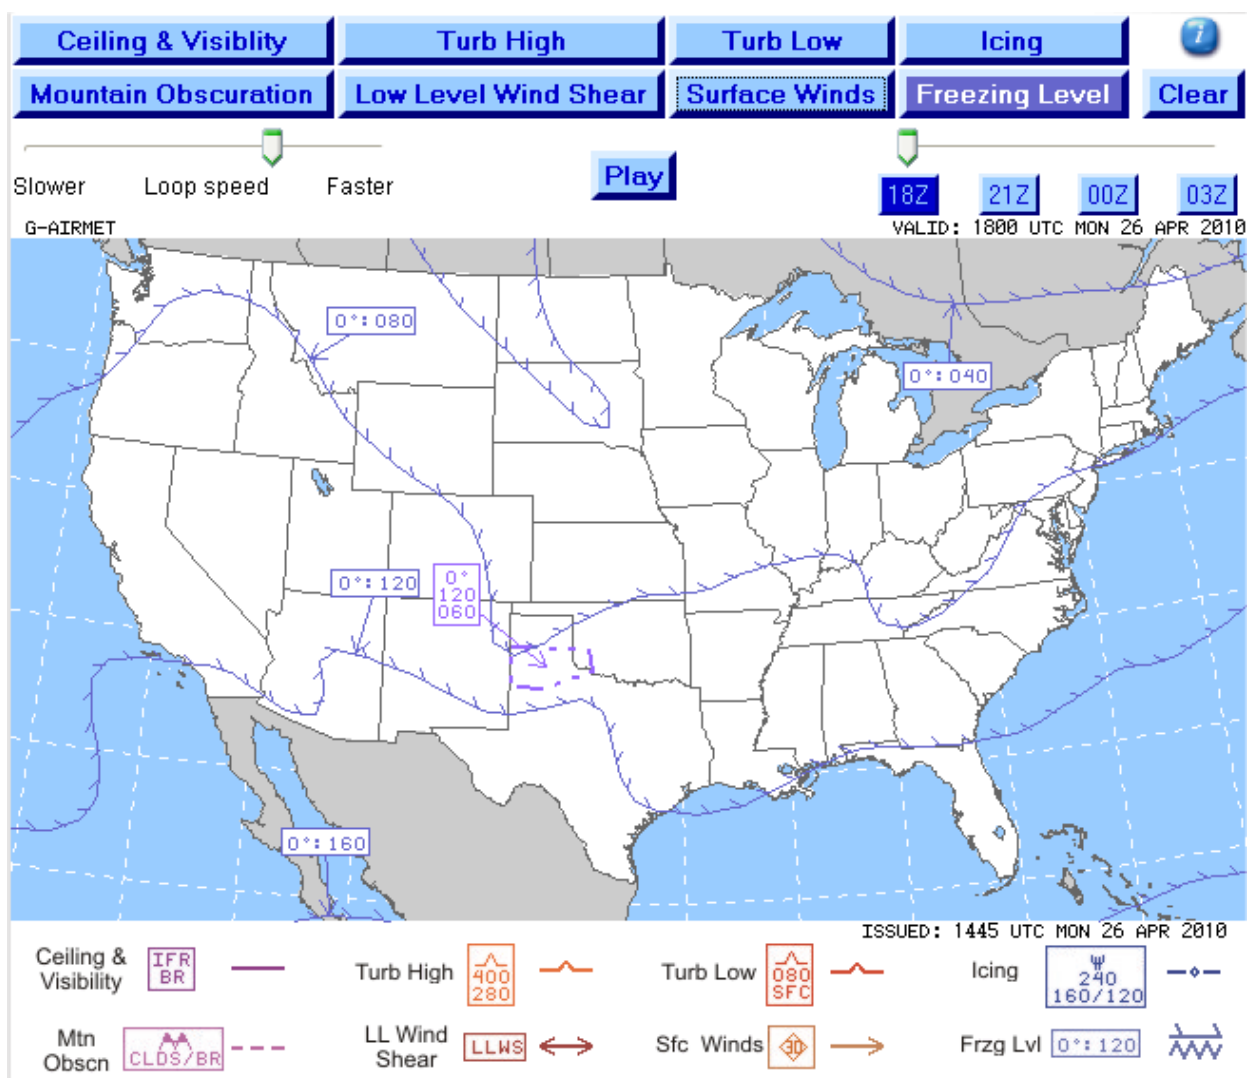 Ceiling & Visiblity
Turb High
Turb Low
Icing
i
Mountain Obscuration
Low Level Wind Shear
Surface Winds
Freezing Level
Clear
Slower
Loop speed
Faster
Play
18Z
21Z
00Z
03Z
G-AIRMET
VALID: 1800 UTC MON 26 APR 2010
0°:080
0°:040
0°:120
0°
120
060
0°:160
ISSUED: 1445 UTC MON 26 APR 2010
Ceiling &
Visibility
IFR
BR
Turb High
400
280
Turb Low
080
SFC
Icing
240
160/120
Mtn
Obscn
CLDS/BR
LL Wind
Shear
LLWS
Sfc Winds
30
Frzg Lvl
0°:120